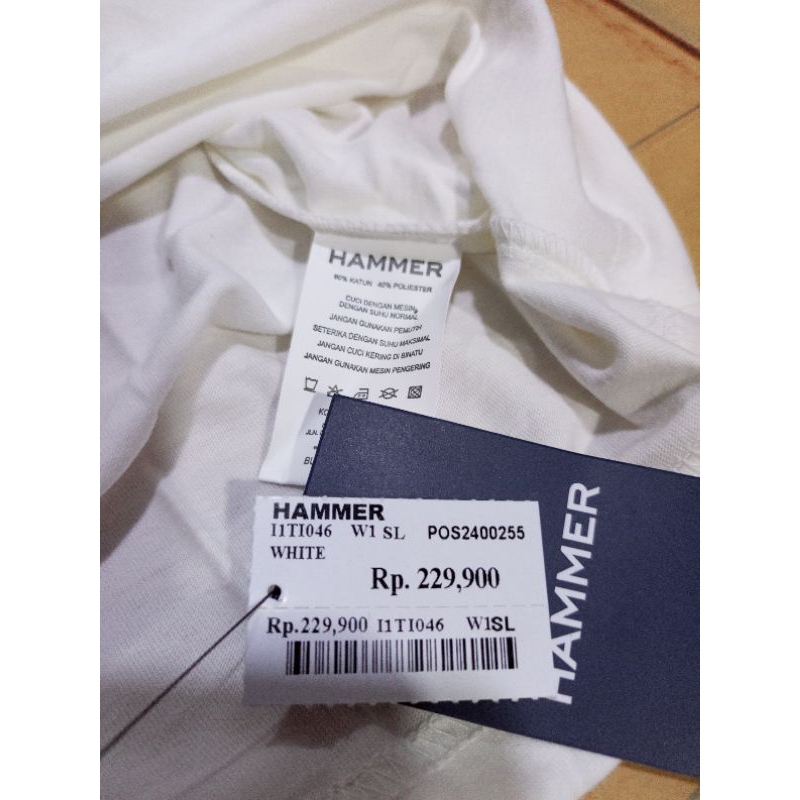 HAMMER
60% KATUN 40% POLIESTER
CUCI DENGAN MESIN,
DENGAN SUHU NORMAL
JANGAN GUNAKAN PEMUTIH
SETERIKA DENGAN SUHU MAKSIMAL
JANGAN CUCI KERING DI BINATU
JANGAN GUNAKAN MESIN PENGERING
JLN.
HAMMER
HAMMER
I1TI046 W1 SL POS2400255
WHITE
Rp. 229,900
Rp.229,900 I1TI046 W1SL